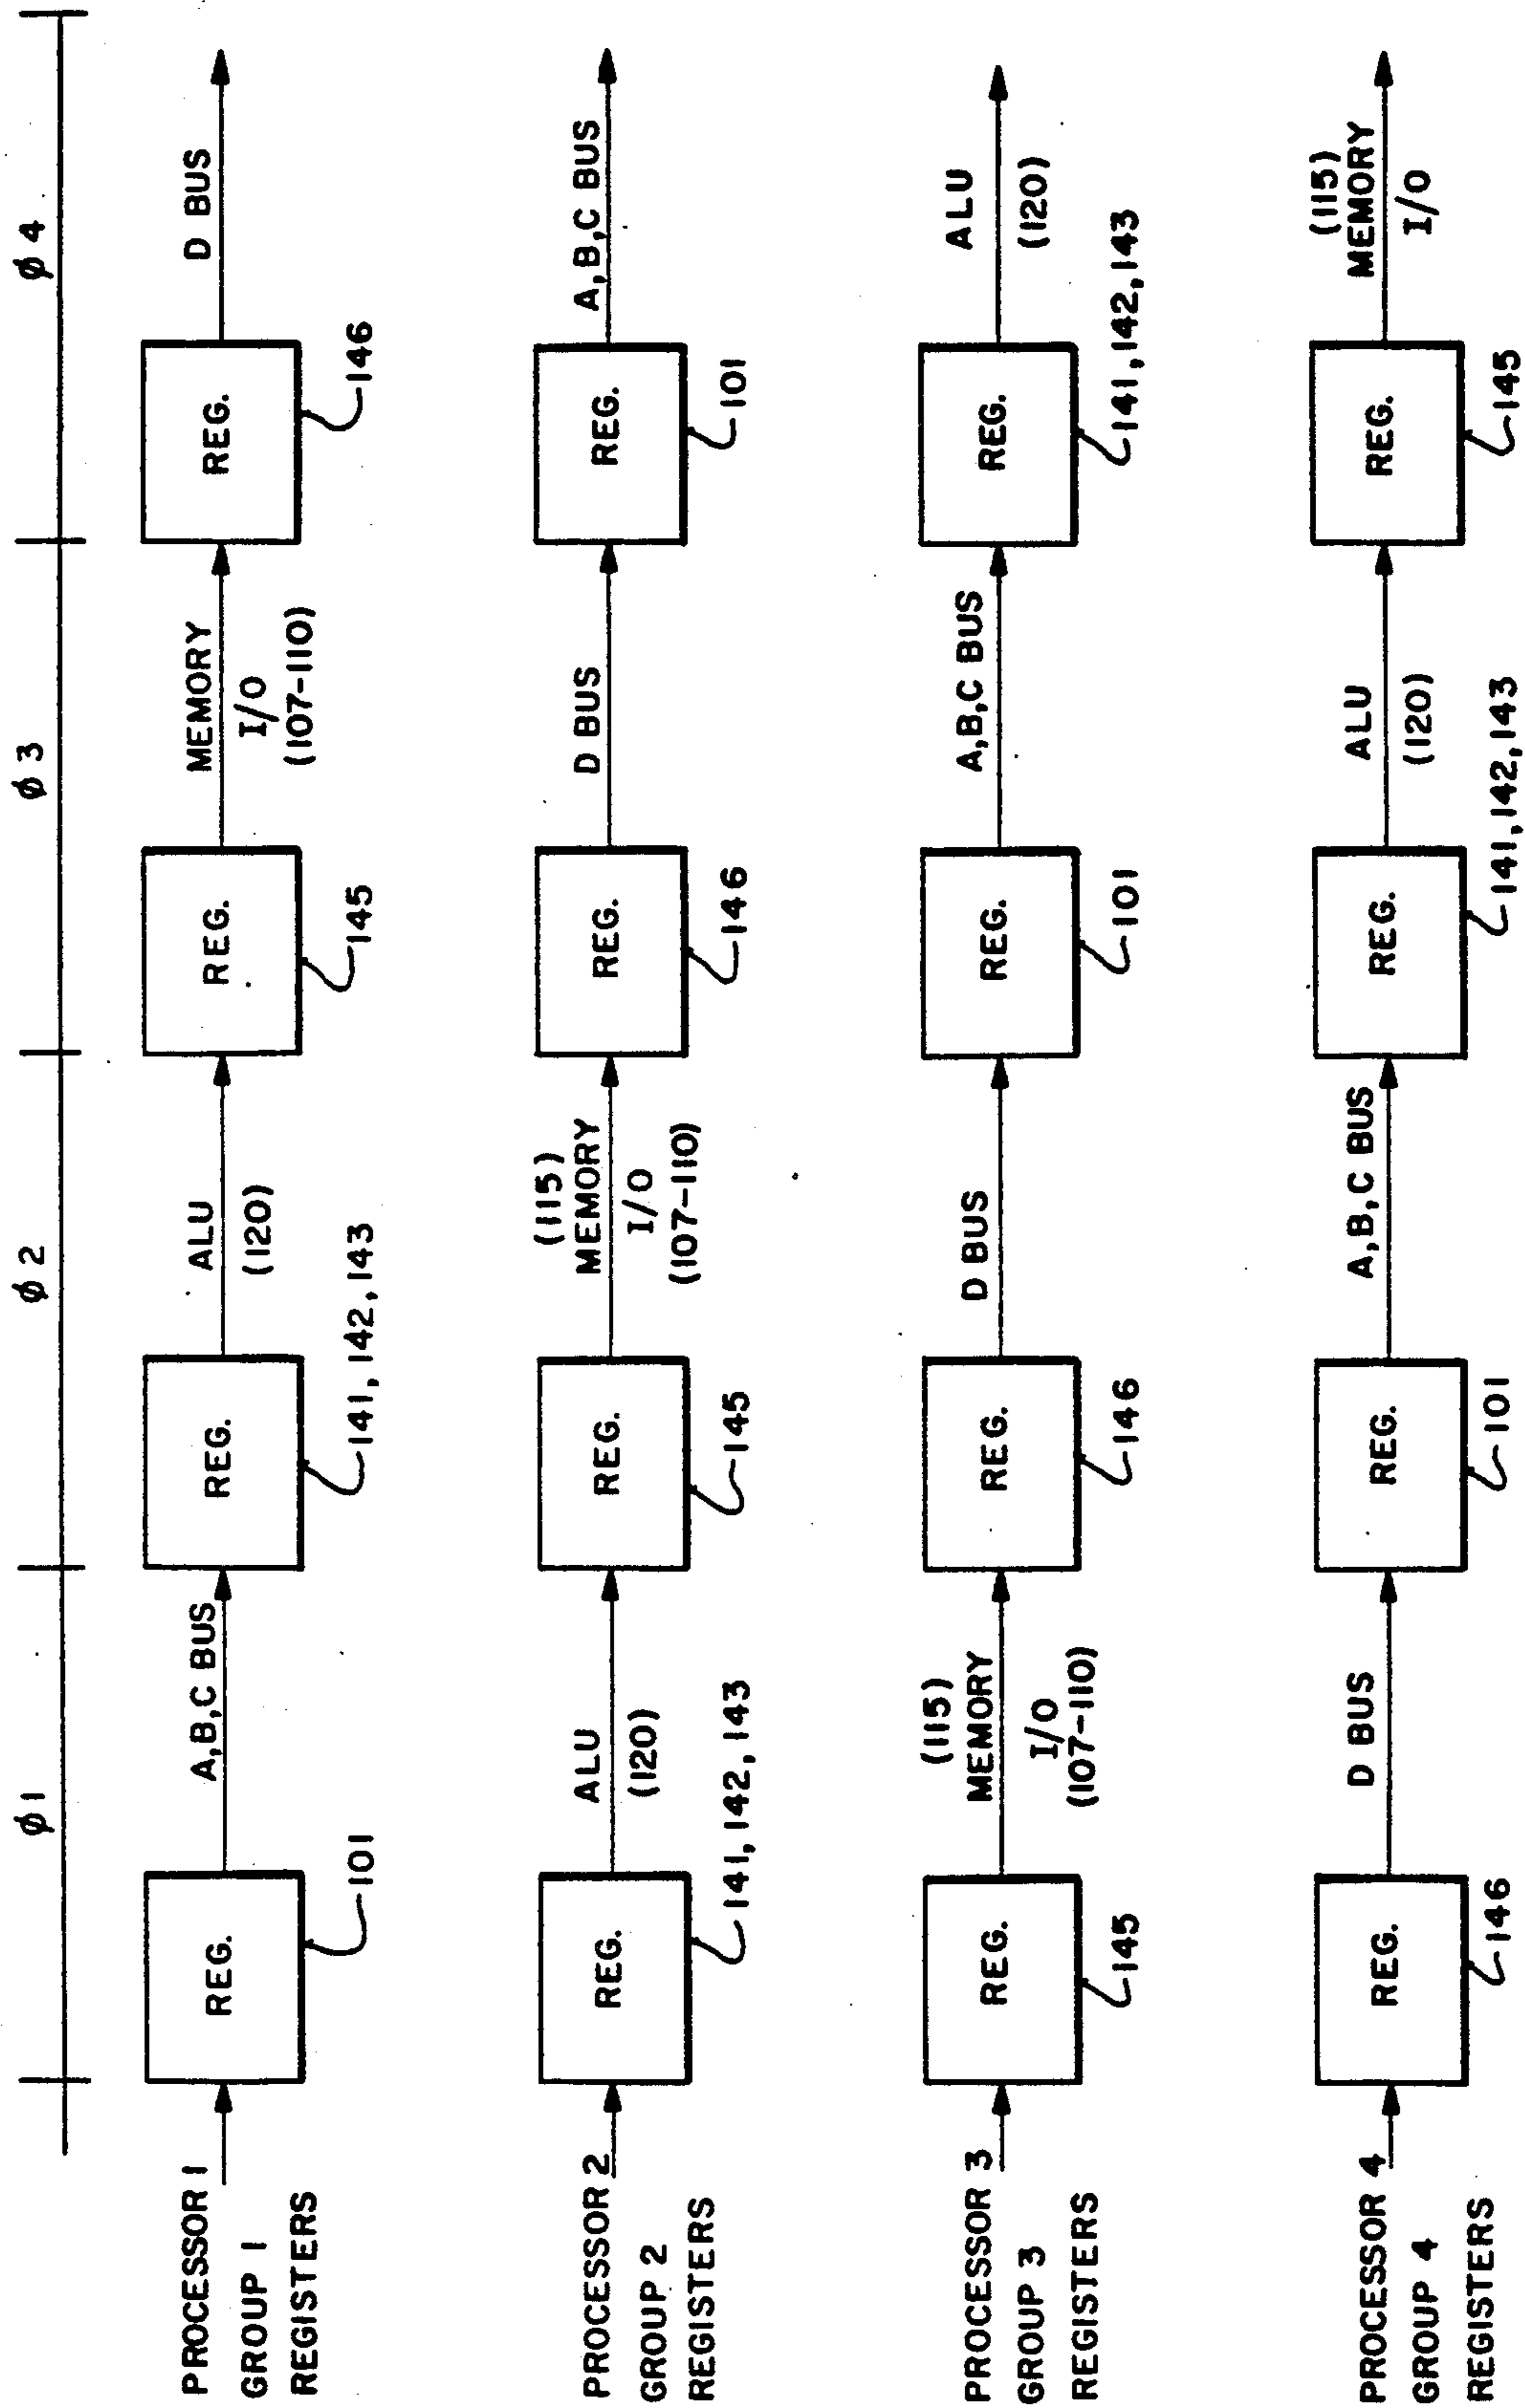 ø1 ø2 ø3 ø4
PROCESSOR 1
GROUP 1
REGISTERS
REG.
101
A,B,C BUS
REG.
141,142,143
ALU
(120)
REG.
145
MEMORY
I/O
(107-110)
REG.
146
D BUS
PROCESSOR 2
GROUP 2
REGISTERS
REG.
141,142,143
ALU
(120)
REG.
145
(115)
MEMORY
I/O
(107-110)
REG.
146
D BUS
REG.
101
A,B,C BUS
PROCESSOR 3
GROUP 3
REGISTERS
REG.
145
(115)
MEMORY
I/O
(107-110)
REG.
146
D BUS
REG.
101
A,B,C BUS
REG.
141,142,143
ALU
(120)
PROCESSOR 4
GROUP 4
REGISTERS
REG.
146
D BUS
REG.
101
A,B,C BUS
REG.
141,142,143
ALU
(120)
REG.
145
(115)
MEMORY
I/O